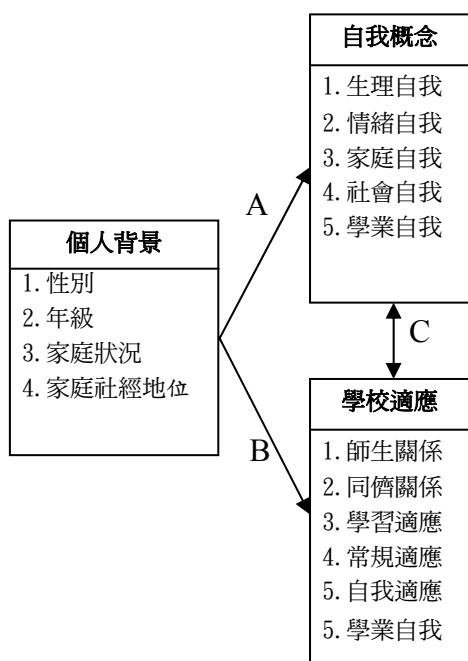 自我概念
1.生理自我
2.情緒自我
3.家庭自我
4.社會自我
5.學業自我
A
個人背景
1.性別
2.年級
3.家庭狀況
4.家庭社經地位
C
B
學校適應
1.師生關係
2.同儕關係
3.學習適應
4.常規適應
5.自我適應
5.學業自我